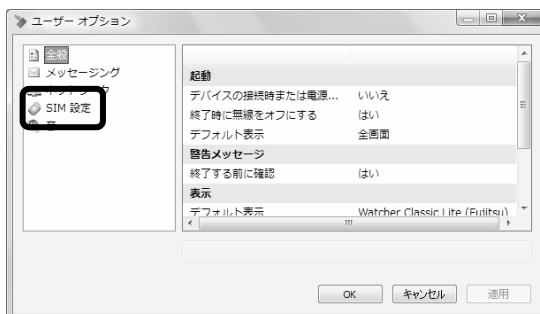 ユーザー オプション
全般
メッセージング
SIM 設定
音
起動
デバイスの接続時または電源... いいえ
終了時に無線をオフにする はい
デフォルト表示 全画面
警告メッセージ
終了する前に確認 はい
表示
デフォルト表示 Watcher Classic Lite (Fujitsu)
OK キャンセル 適用